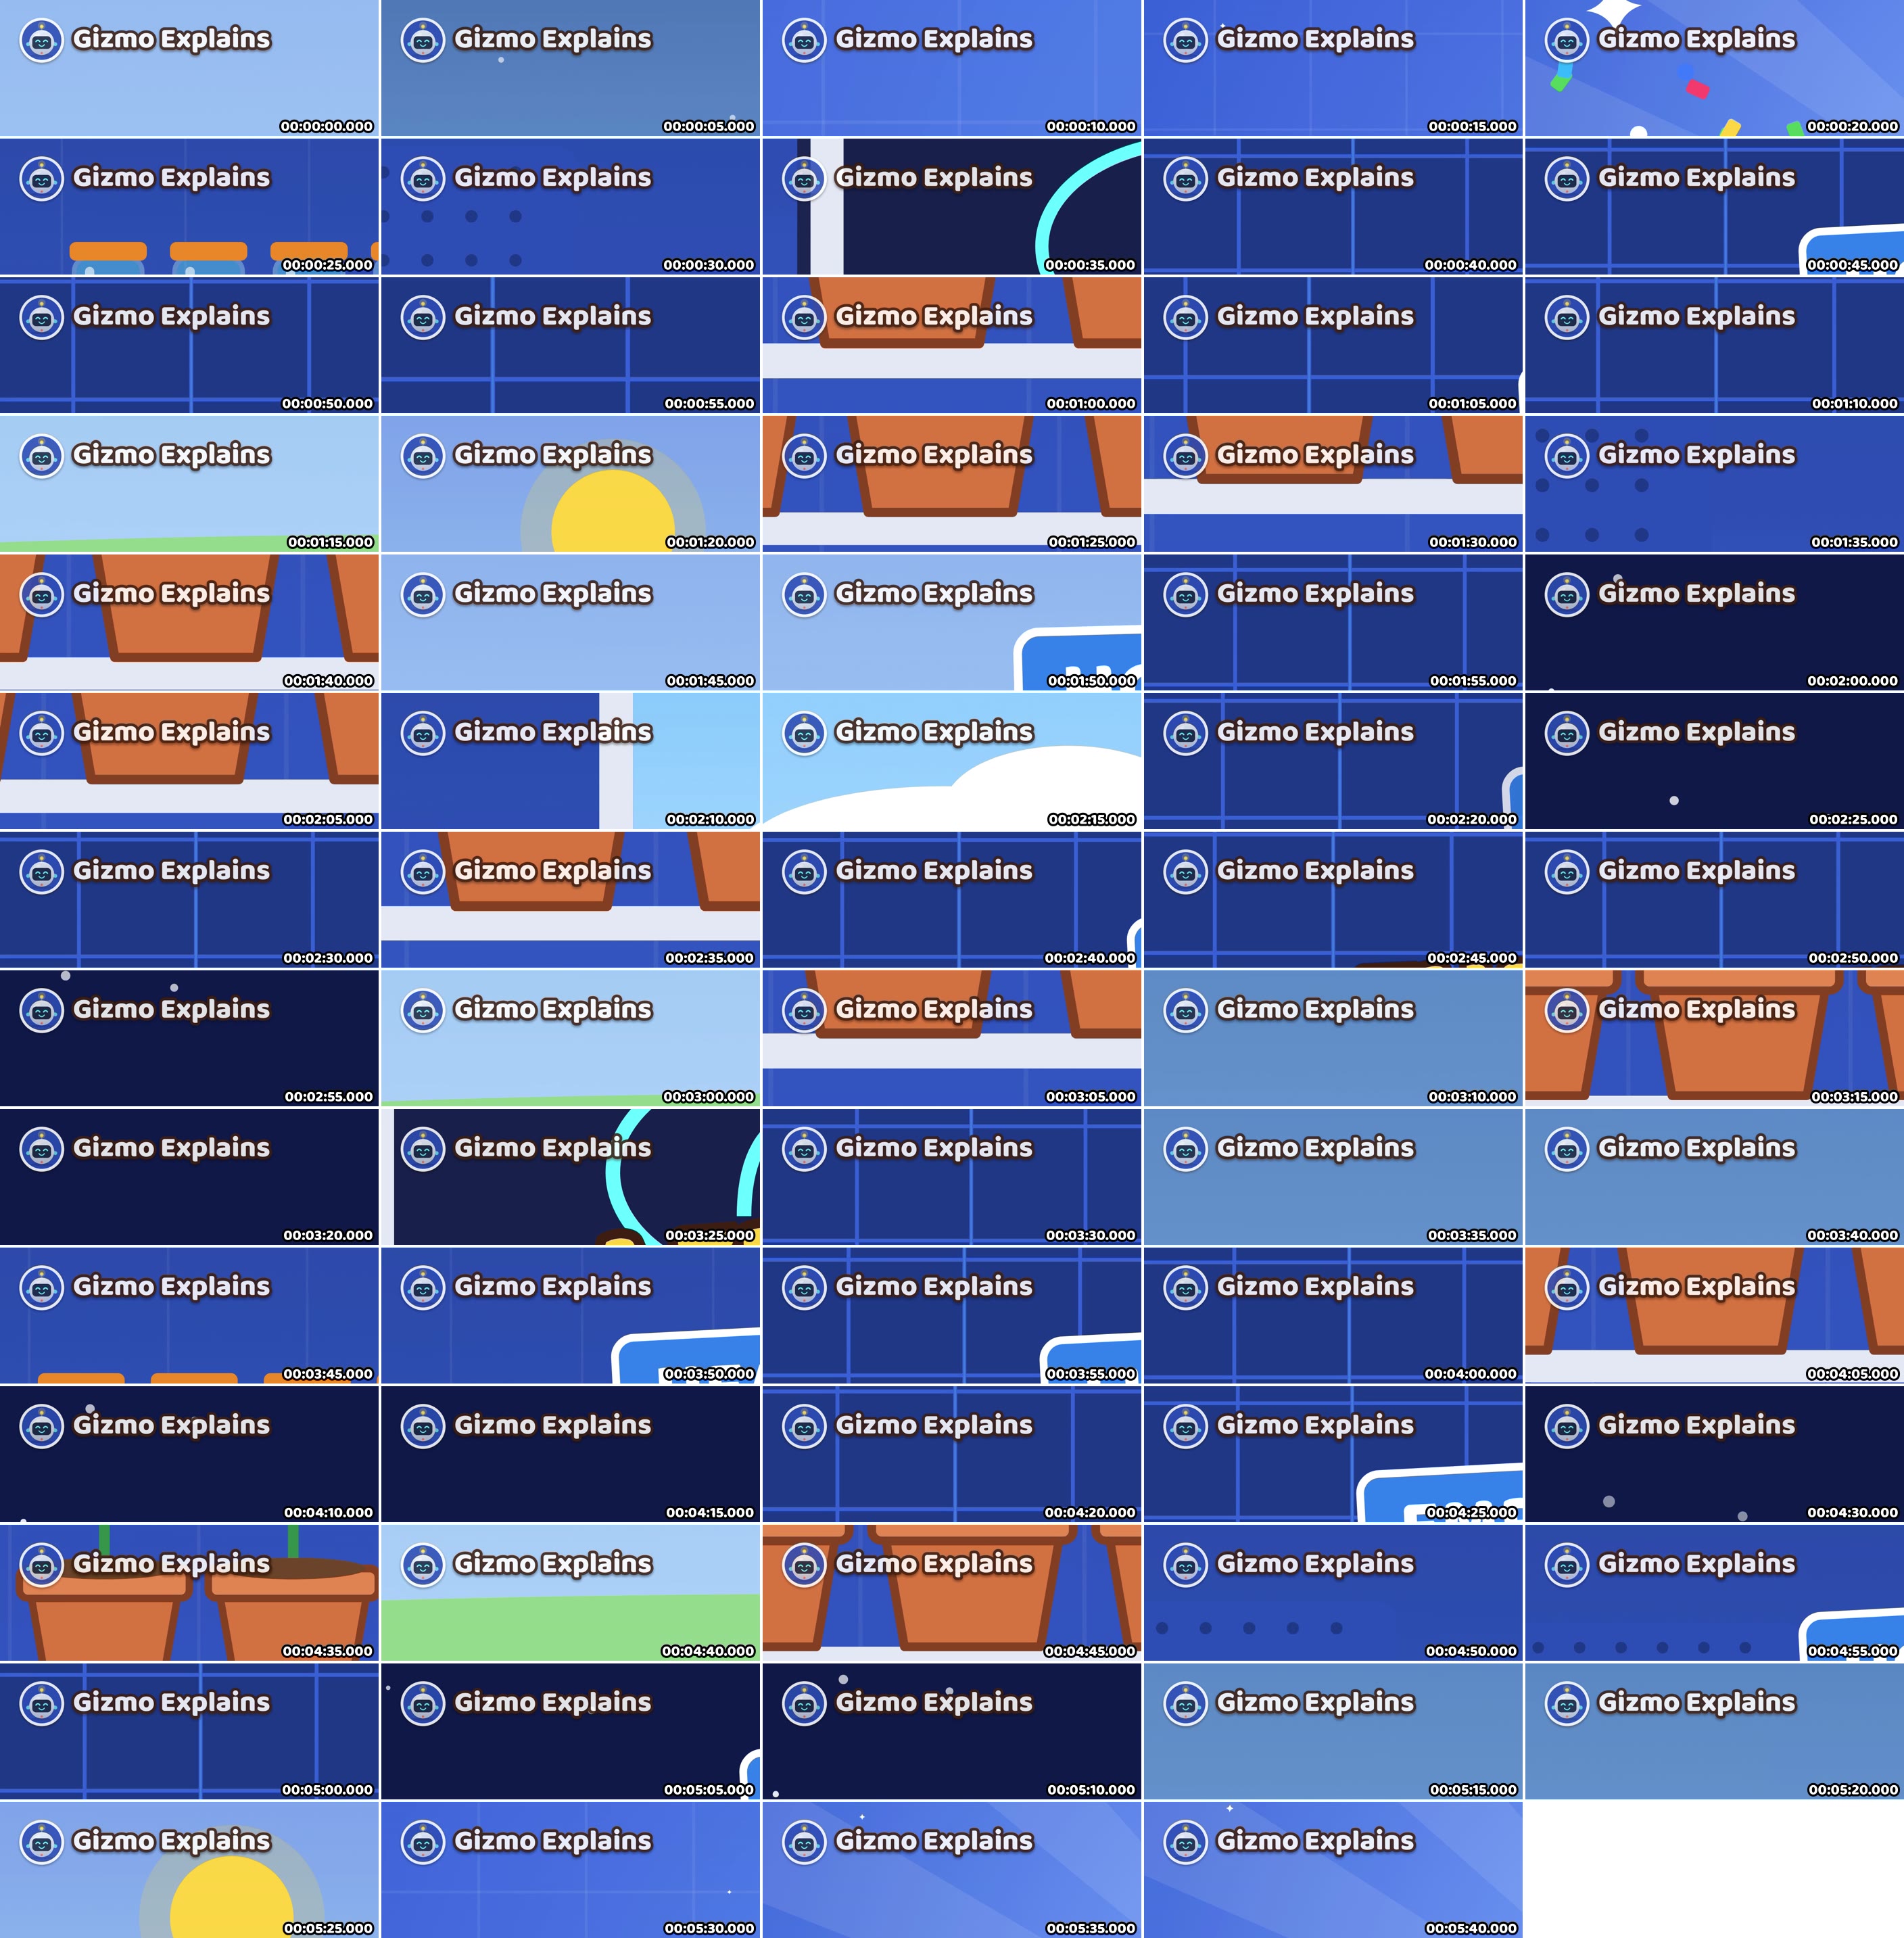 Gizmo Explains
00:00:00.000
Gizmo Explains
00:00:05.000
Gizmo Explains
00:00:10.000
Gizmo Explains
00:00:15.000
Gizmo Explains
00:00:20.000
Gizmo Explains
00:00:25.000
Gizmo Explains
00:00:30.000
Gizmo Explains
00:00:35.000
Gizmo Explains
00:00:40.000
Gizmo Explains
00:00:45.000
Gizmo Explains
00:00:50.000
Gizmo Explains
00:00:55.000
Gizmo Explains
00:01:00.000
Gizmo Explains
00:01:05.000
Gizmo Explains
00:01:10.000
Gizmo Explains
00:01:15.000
Gizmo Explains
00:01:20.000
Gizmo Explains
00:01:25.000
Gizmo Explains
00:01:30.000
Gizmo Explains
00:01:35.000
Gizmo Explains
00:01:40.000
Gizmo Explains
00:01:45.000
Gizmo Explains
00:01:50.000
Gizmo Explains
00:01:55.000
Gizmo Explains
00:02:00.000
Gizmo Explains
00:02:05.000
Gizmo Explains
00:02:10.000
Gizmo Explains
00:02:15.000
Gizmo Explains
00:02:20.000
Gizmo Explains
00:02:25.000
Gizmo Explains
00:02:30.000
Gizmo Explains
00:02:35.000
Gizmo Explains
00:02:40.000
Gizmo Explains
00:02:45.000
Gizmo Explains
00:02:50.000
Gizmo Explains
00:02:55.000
Gizmo Explains
00:03:00.000
Gizmo Explains
00:03:05.000
Gizmo Explains
00:03:10.000
Gizmo Explains
00:03:15.000
Gizmo Explains
00:03:20.000
Gizmo Explains
00:03:25.000
Gizmo Explains
00:03:30.000
Gizmo Explains
00:03:35.000
Gizmo Explains
00:03:40.000
Gizmo Explains
00:03:45.000
Gizmo Explains
00:03:50.000
Gizmo Explains
00:03:55.000
Gizmo Explains
00:04:00.000
Gizmo Explains
00:04:05.000
Gizmo Explains
00:04:10.000
Gizmo Explains
00:04:15.000
Gizmo Explains
00:04:20.000
Gizmo Explains
00:04:25.000
Gizmo Explains
00:04:30.000
Gizmo Explains
00:04:35.000
Gizmo Explains
00:04:40.000
Gizmo Explains
00:04:45.000
Gizmo Explains
00:04:50.000
Gizmo Explains
00:04:55.000
Gizmo Explains
00:05:00.000
Gizmo Explains
00:05:05.000
Gizmo Explains
00:05:10.000
Gizmo Explains
00:05:15.000
Gizmo Explains
00:05:20.000
Gizmo Explains
00:05:25.000
Gizmo Explains
00:05:30.000
Gizmo Explains
00:05:35.000
Gizmo Explains
00:05:40.000